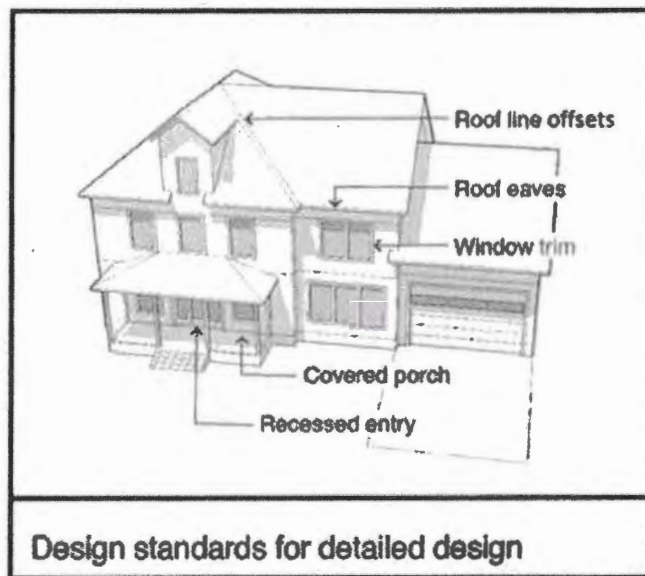 Roof line offsets
Roof eaves
Window trim
Covered porch
Recessed entry
Design standards for detailed design